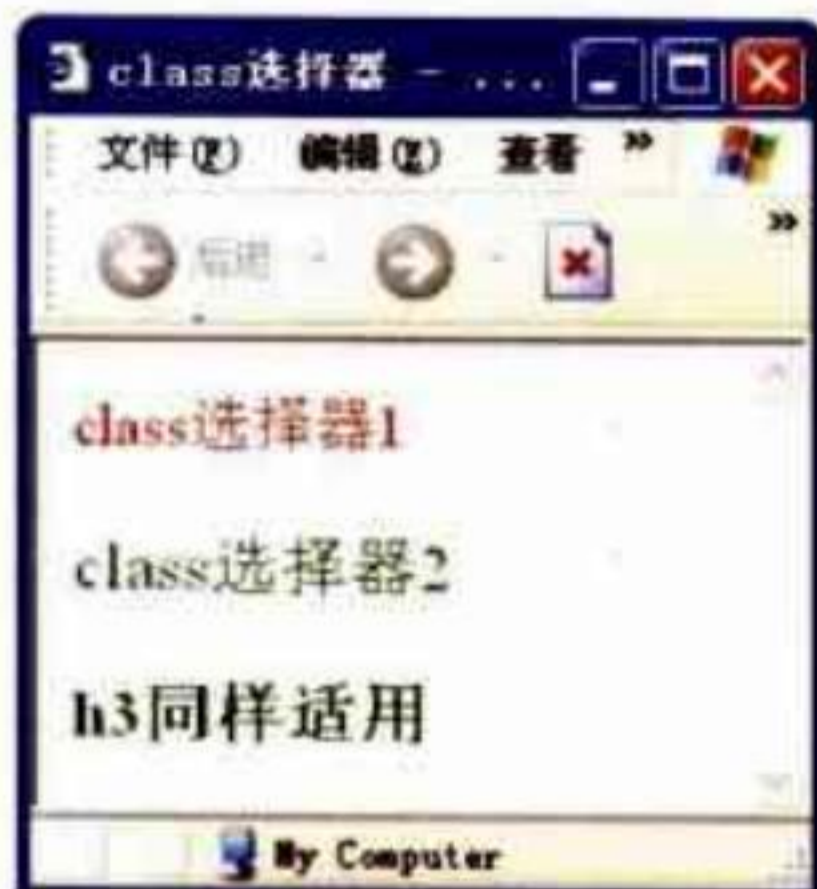 class选择器 - ...
文件(F) 编辑(E) 查看 »
后退 »
class选择器1
class选择器2
h3同样适用
My Computer